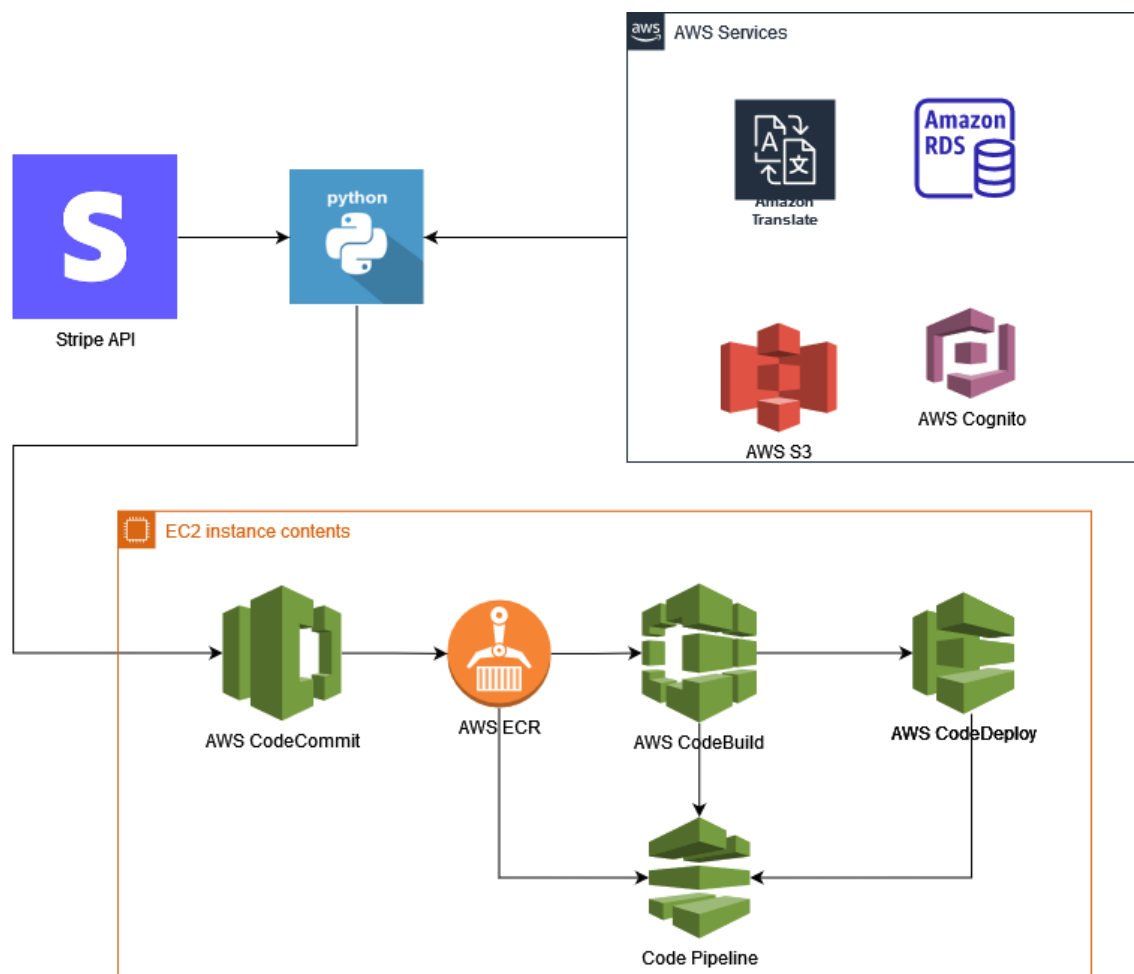 aws
AWS Services
Amazon
Translate
Amazon
RDS
S
Stripe API
python
AWS S3
AWS Cognito
EC2 instance contents
AWS CodeCommit
AWS ECR
AWS CodeBuild
AWS CodeDeploy
Code Pipeline